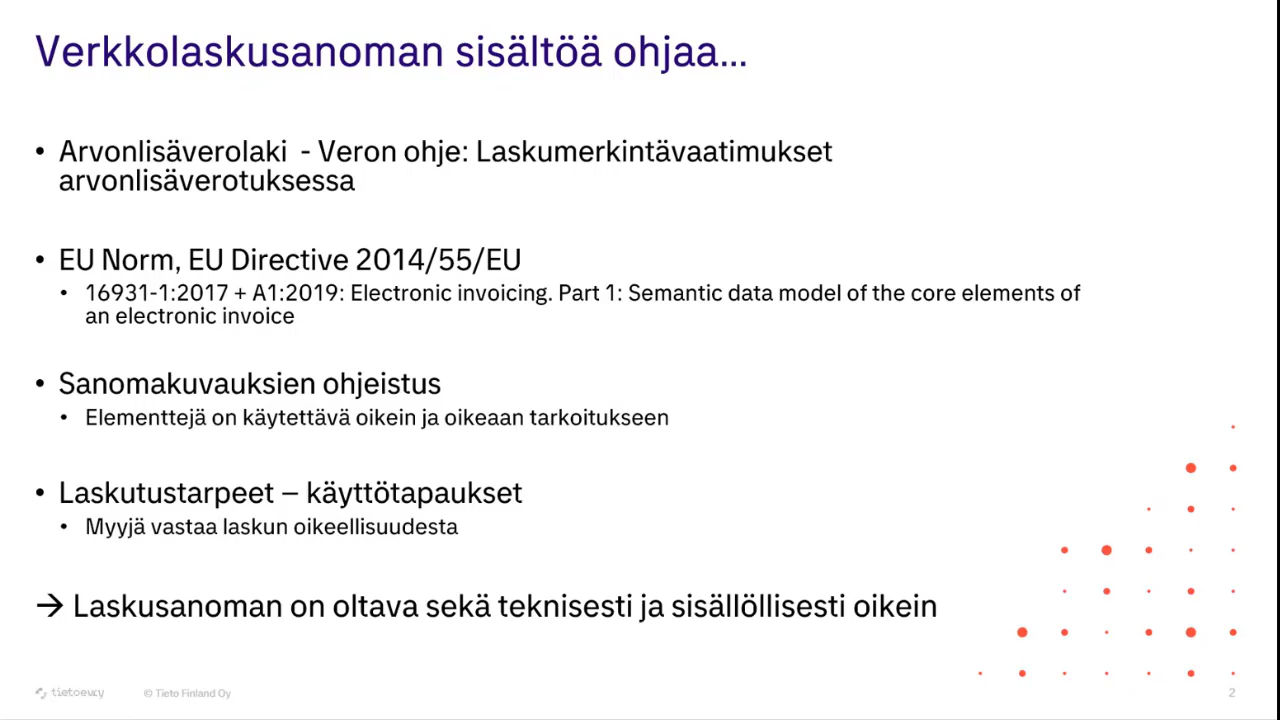 Verkkolaskusanoman sisältöä ohjaa...
• Arvonlisäverolaki - Veron ohje: Laskumerkintävaatimukset
arvonlisäverotuksessa
• EU Norm, EU Directive 2014/55/EU
• 16931-1:2017 + A1:2019: Electronic invoicing. Part 1: Semantic data model of the core elements of
an electronic invoice
• Sanomakuvauksien ohjeistus
• Elementtejä on käytettävä oikein ja oikeaan tarkoitukseen
• Laskutustarpeet – käyttötapaukset
• Myyjä vastaa laskun oikeellisuudesta
→ Laskusanoman on oltava sekä teknisesti ja sisällöllisesti oikein
tietoevry © Tieto Finland Oy 2